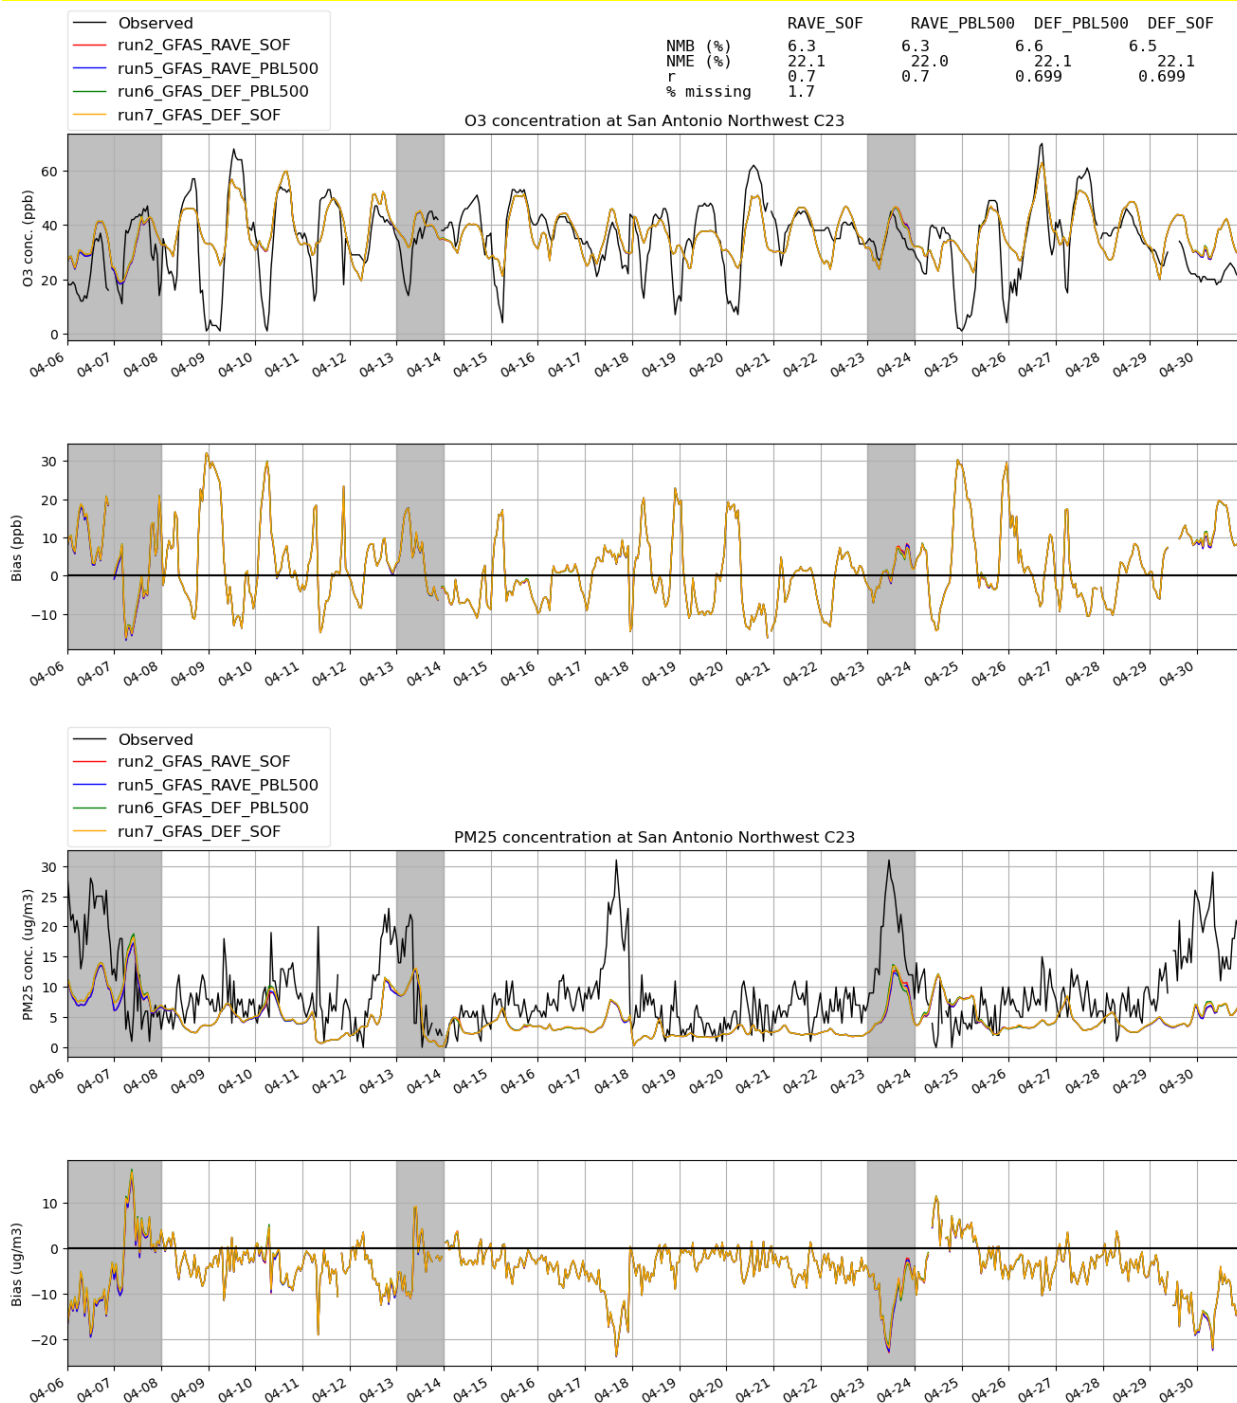 Observed
run2_GFAS_RAVE_SOF
run5_GFAS_RAVE_PBL500
run6_GFAS_DEF_PBL500
run7_GFAS_DEF_SOF
RAVE_SOF RAVE_PBL500 DEF_PBL500 DEF_SOF
NMB (%) 6.3 6.3 6.6 6.5
NME (%) 22.1 22.0 22.1 22.1
r 0.7 0.7 0.699 0.699
% missing 1.7
O3 concentration at San Antonio Northwest C23
O3 conc. (ppb)
60
40
20
0
04-06 04-07 04-08 04-09 04-10 04-11 04-12 04-13 04-14 04-15 04-16 04-17 04-18 04-19 04-20 04-21 04-22 04-23 04-24 04-25 04-26 04-27 04-28 04-29 04-30
Bias (ppb)
30
20
10
0
−10
04-06 04-07 04-08 04-09 04-10 04-11 04-12 04-13 04-14 04-15 04-16 04-17 04-18 04-19 04-20 04-21 04-22 04-23 04-24 04-25 04-26 04-27 04-28 04-29 04-30
Observed
run2_GFAS_RAVE_SOF
run5_GFAS_RAVE_PBL500
run6_GFAS_DEF_PBL500
run7_GFAS_DEF_SOF
PM25 concentration at San Antonio Northwest C23
PM25 conc. (ug/m3)
30
25
20
15
10
5
0
04-06 04-07 04-08 04-09 04-10 04-11 04-12 04-13 04-14 04-15 04-16 04-17 04-18 04-19 04-20 04-21 04-22 04-23 04-24 04-25 04-26 04-27 04-28 04-29 04-30
Bias (ug/m3)
10
0
−10
−20
04-06 04-07 04-08 04-09 04-10 04-11 04-12 04-13 04-14 04-15 04-16 04-17 04-18 04-19 04-20 04-21 04-22 04-23 04-24 04-25 04-26 04-27 04-28 04-29 04-30